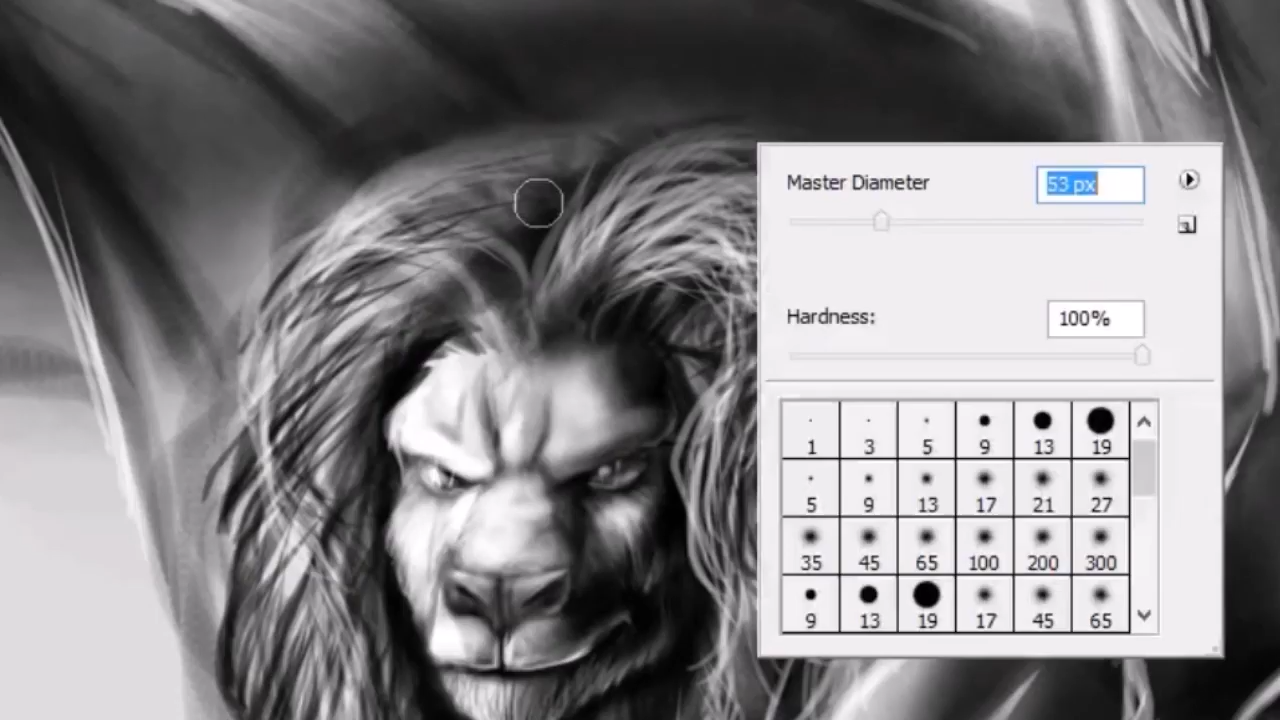 Master Diameter 53 px
Hardness: 100%
1 3 5 9 13 19
5 9 13 17 21 27
35 45 65 100 200 300
9 13 19 17 45 65